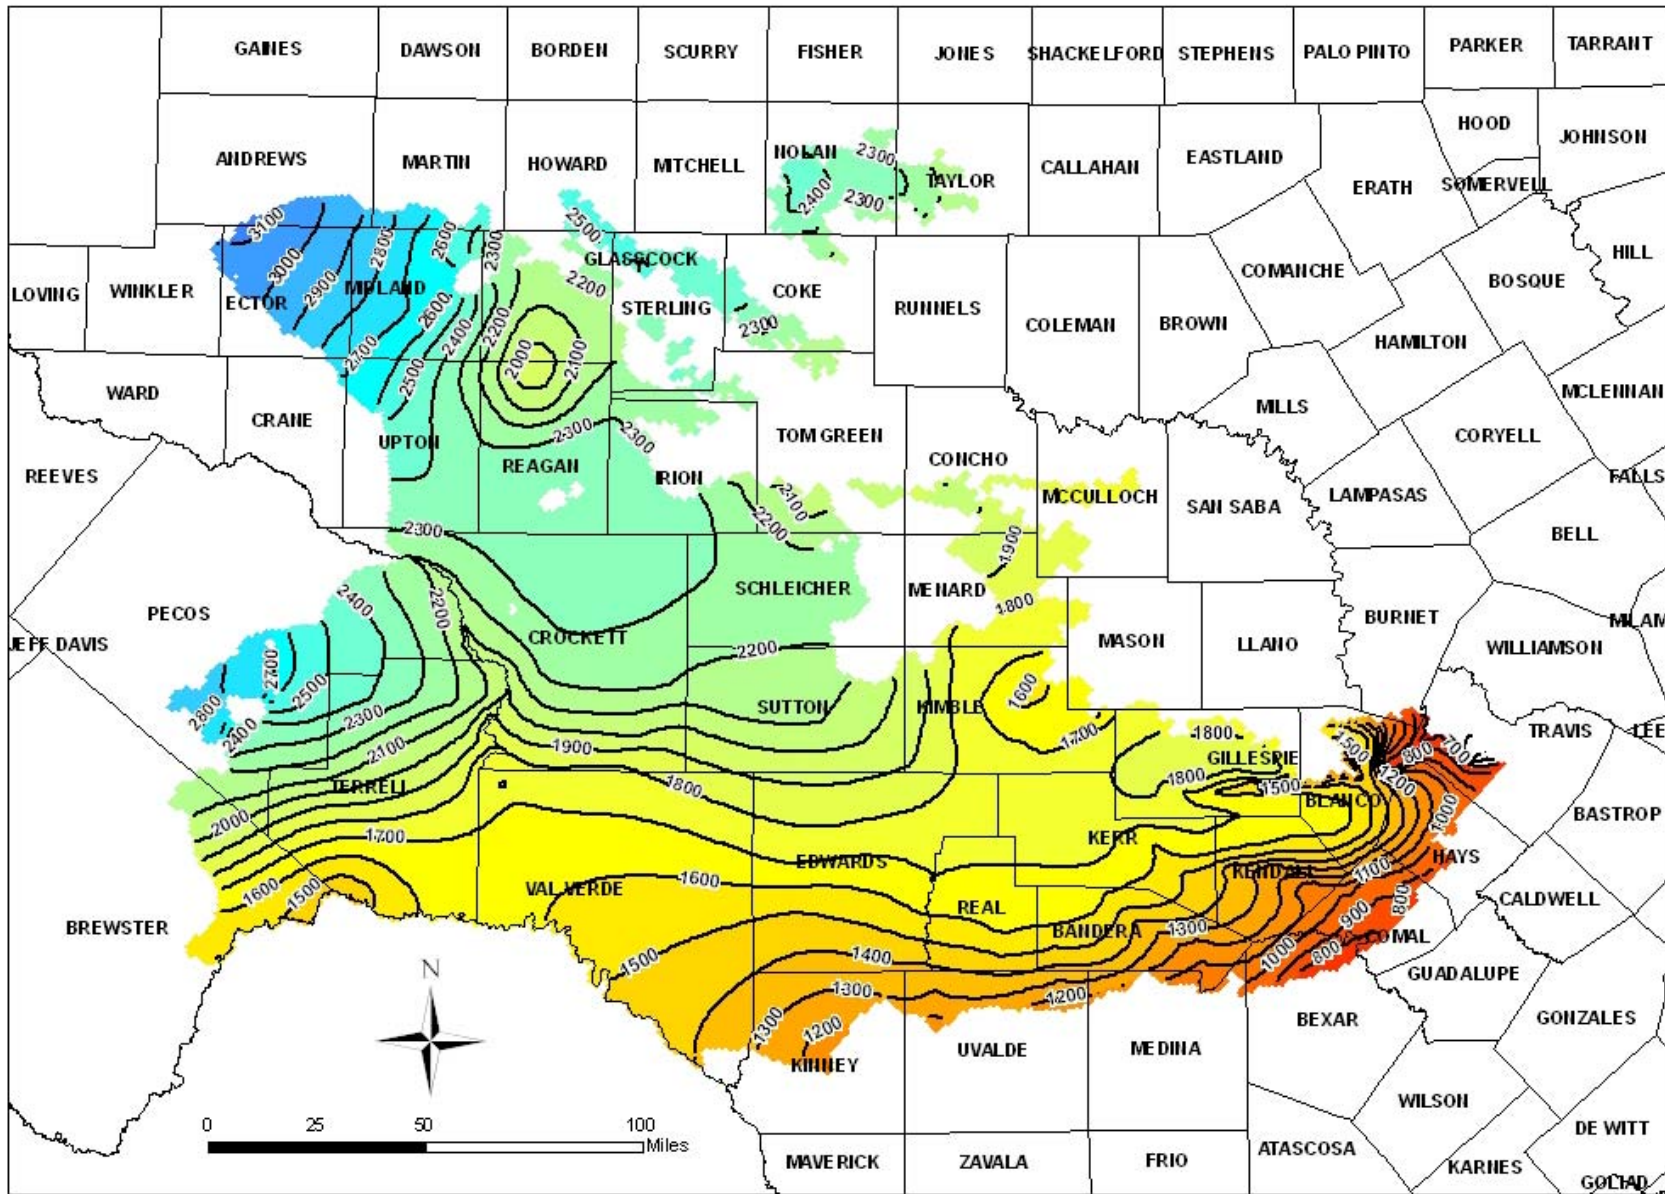 GAINES
DAWSON
BORDEN
SCURRY
FISHER
JONES
SHACKELFORD
STEPHENS
PALO PINTO
PARKER
TARRANT
ANDREWS
MARTIN
HOWARD
MITCHELL
NOLAN
2300
TAYLOR
CALLAHAN
EASTLAND
ERATH
HOOD
SOMERVELL
JOHNSON
2400
2300
3100
2600
2300
2500
2800
3000
2900
LOVING
WINKLER
ECTOR
MIDLAND
2600
2400
2200
2200
GLASSCOCK
STERLING
COKE
2300
RUNNELS
COLEMAN
BROWN
COMANCHE
BOSQUE
HILL
HAMILTON
2700
2500
2000
2100
WARD
CRANE
UPTON
2300
2300
TOM GREEN
CONCHO
MILLS
CORYELL
MCLENNAN
REEVES
REAGAN
IRION
2100
2200
MCCULLOCH
SAN SABA
LAMPASAS
FALLS
BELL
2300
1900
PECOS
2400
2200
SCHLEICHER
MENARD
1800
BURNET
MILAM
JEFF DAVIS
CROCKETT
2200
MASON
LLANO
WILLIAMSON
2700
2800
2500
2400
2300
2100
SUTTON
KIMBLE
1600
1700
1800
GILLESPIE
1500
800
700
TRAVIS
LEE
1900
1800
1800
1500
1200
TERRELL
BLANCO
1000
BASTROP
2000
1700
EDWARDS
KERR
HAYS
1600
1500
VAL VERDE
1600
REAL
KENDALL
1100
CALDWELL
BREWSTER
BANDERA
1300
900
800
COMAL
1500
1400
1000
800
GUADALUPE
N
1300
1300
1200
1200
BEXAR
GONZALES
KINNEY
UVALDE
MEDINA
WILSON
0 25 50 100
Miles
DE WITT
MAVERICK
ZAVALA
FRIO
ATASCOSA
KARNES
GOLIAD